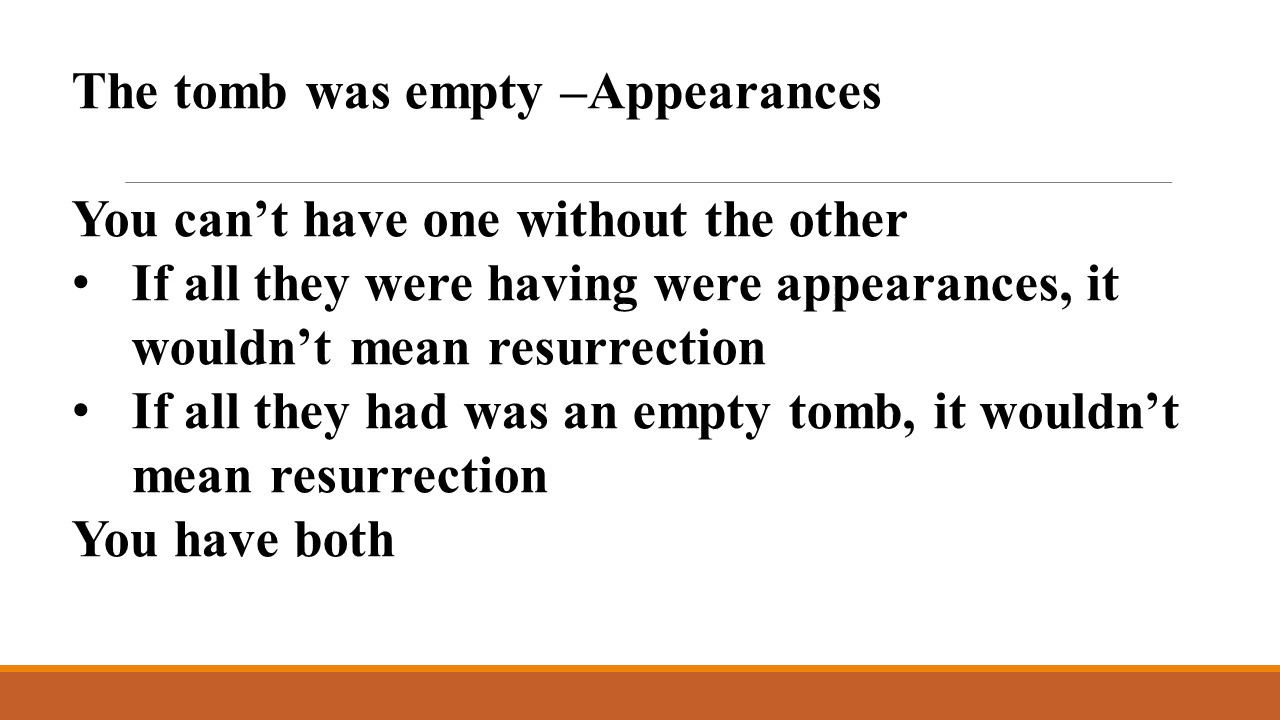 The tomb was empty –Appearances
You can’t have one without the other
• If all they were having were appearances, it
wouldn’t mean resurrection
• If all they had was an empty tomb, it wouldn’t
mean resurrection
You have both